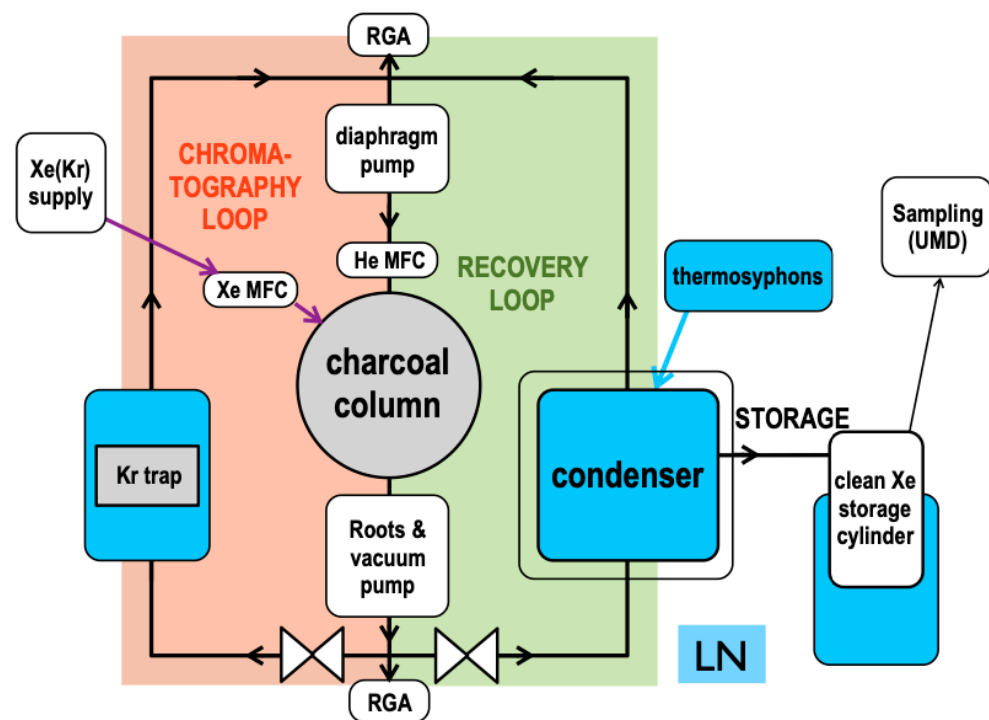 RGA
diaphragm
pump
CHROMA-
TOGRAPHY
LOOP
Xe(Kr)
supply
Xe MFC
He MFC
RECOVERY
LOOP
thermosyphons
Sampling
(UMD)
charcoal
column
Kr trap
condenser
STORAGE
clean Xe
storage
cylinder
Roots &
vacuum
pump
LN
RGA